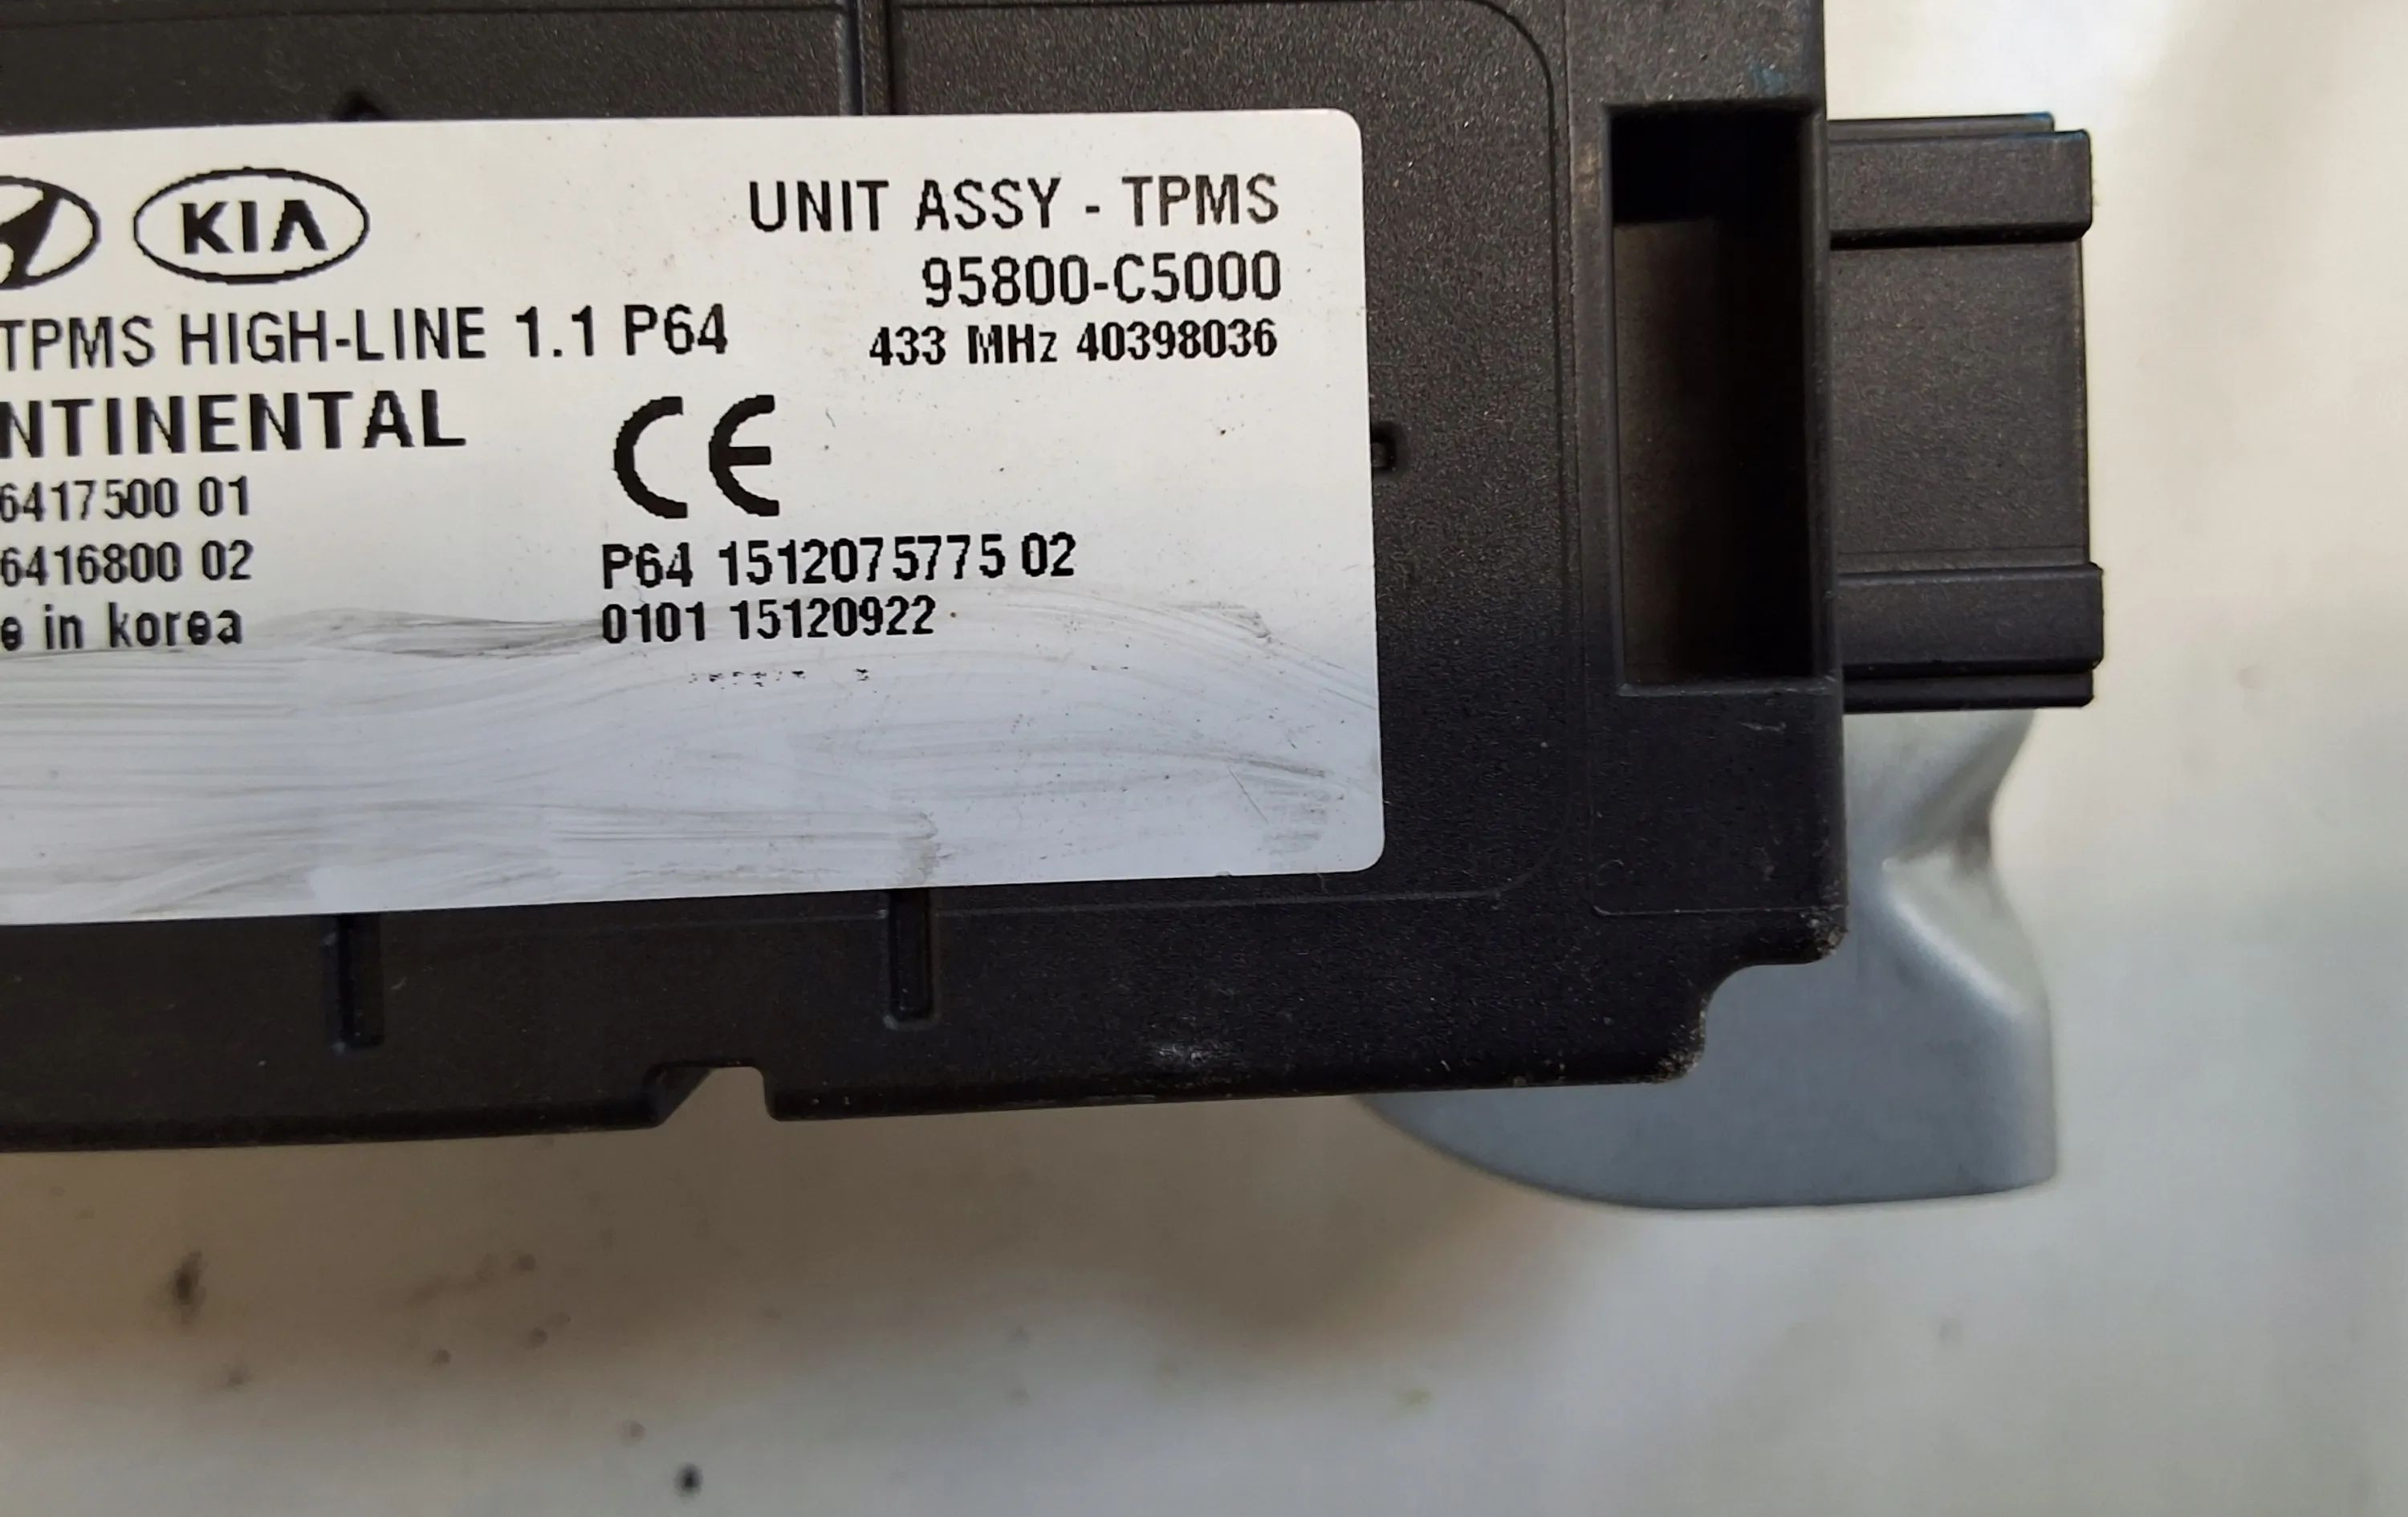 KIA
UNIT ASSY - TPMS
95800-C5000
TPMS HIGH-LINE 1.1 P64
433 MHz 40398036
NTINENTAL
CE
6417500 01
6416800 02
P64 1512075775 02
e in korea
0101 15120922